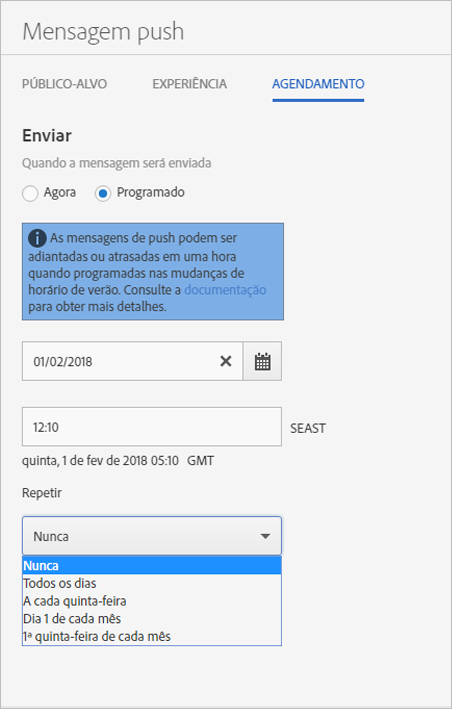 Mensagem push
PÚBLICO-ALVO EXPERIÊNCIA AGENDAMENTO
Enviar
Quando a mensagem será enviada
Agora Programado
As mensagens de push podem ser
adiantadas ou atrasadas em uma hora
quando programadas nas mudanças de
horário de verão. Consulte a documentação
para obter mais detalhes.
01/02/2018
12:10 SEAST
quinta, 1 de fev de 2018 05:10 GMT
Repetir
Nunca
Nunca
Todos os dias
A cada quinta-feira
Dia 1 de cada mês
1ª quinta-feira de cada mês